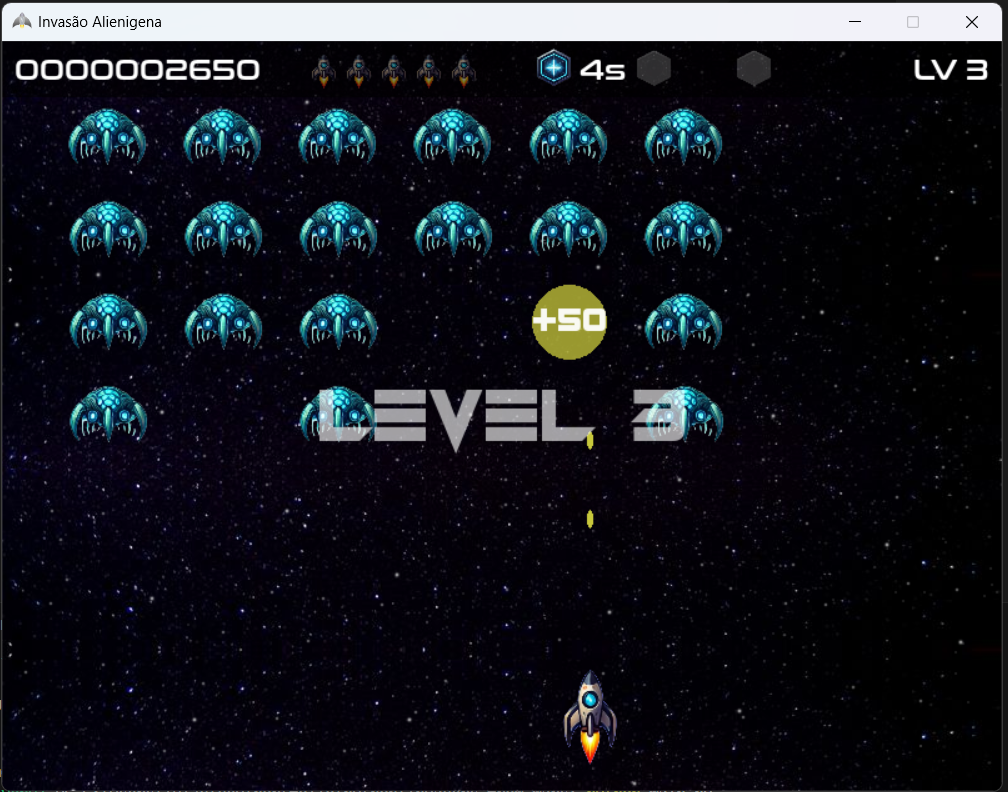 Invasão Alienigena
0000002650
4s
LV 3
+50
LEVEL 3